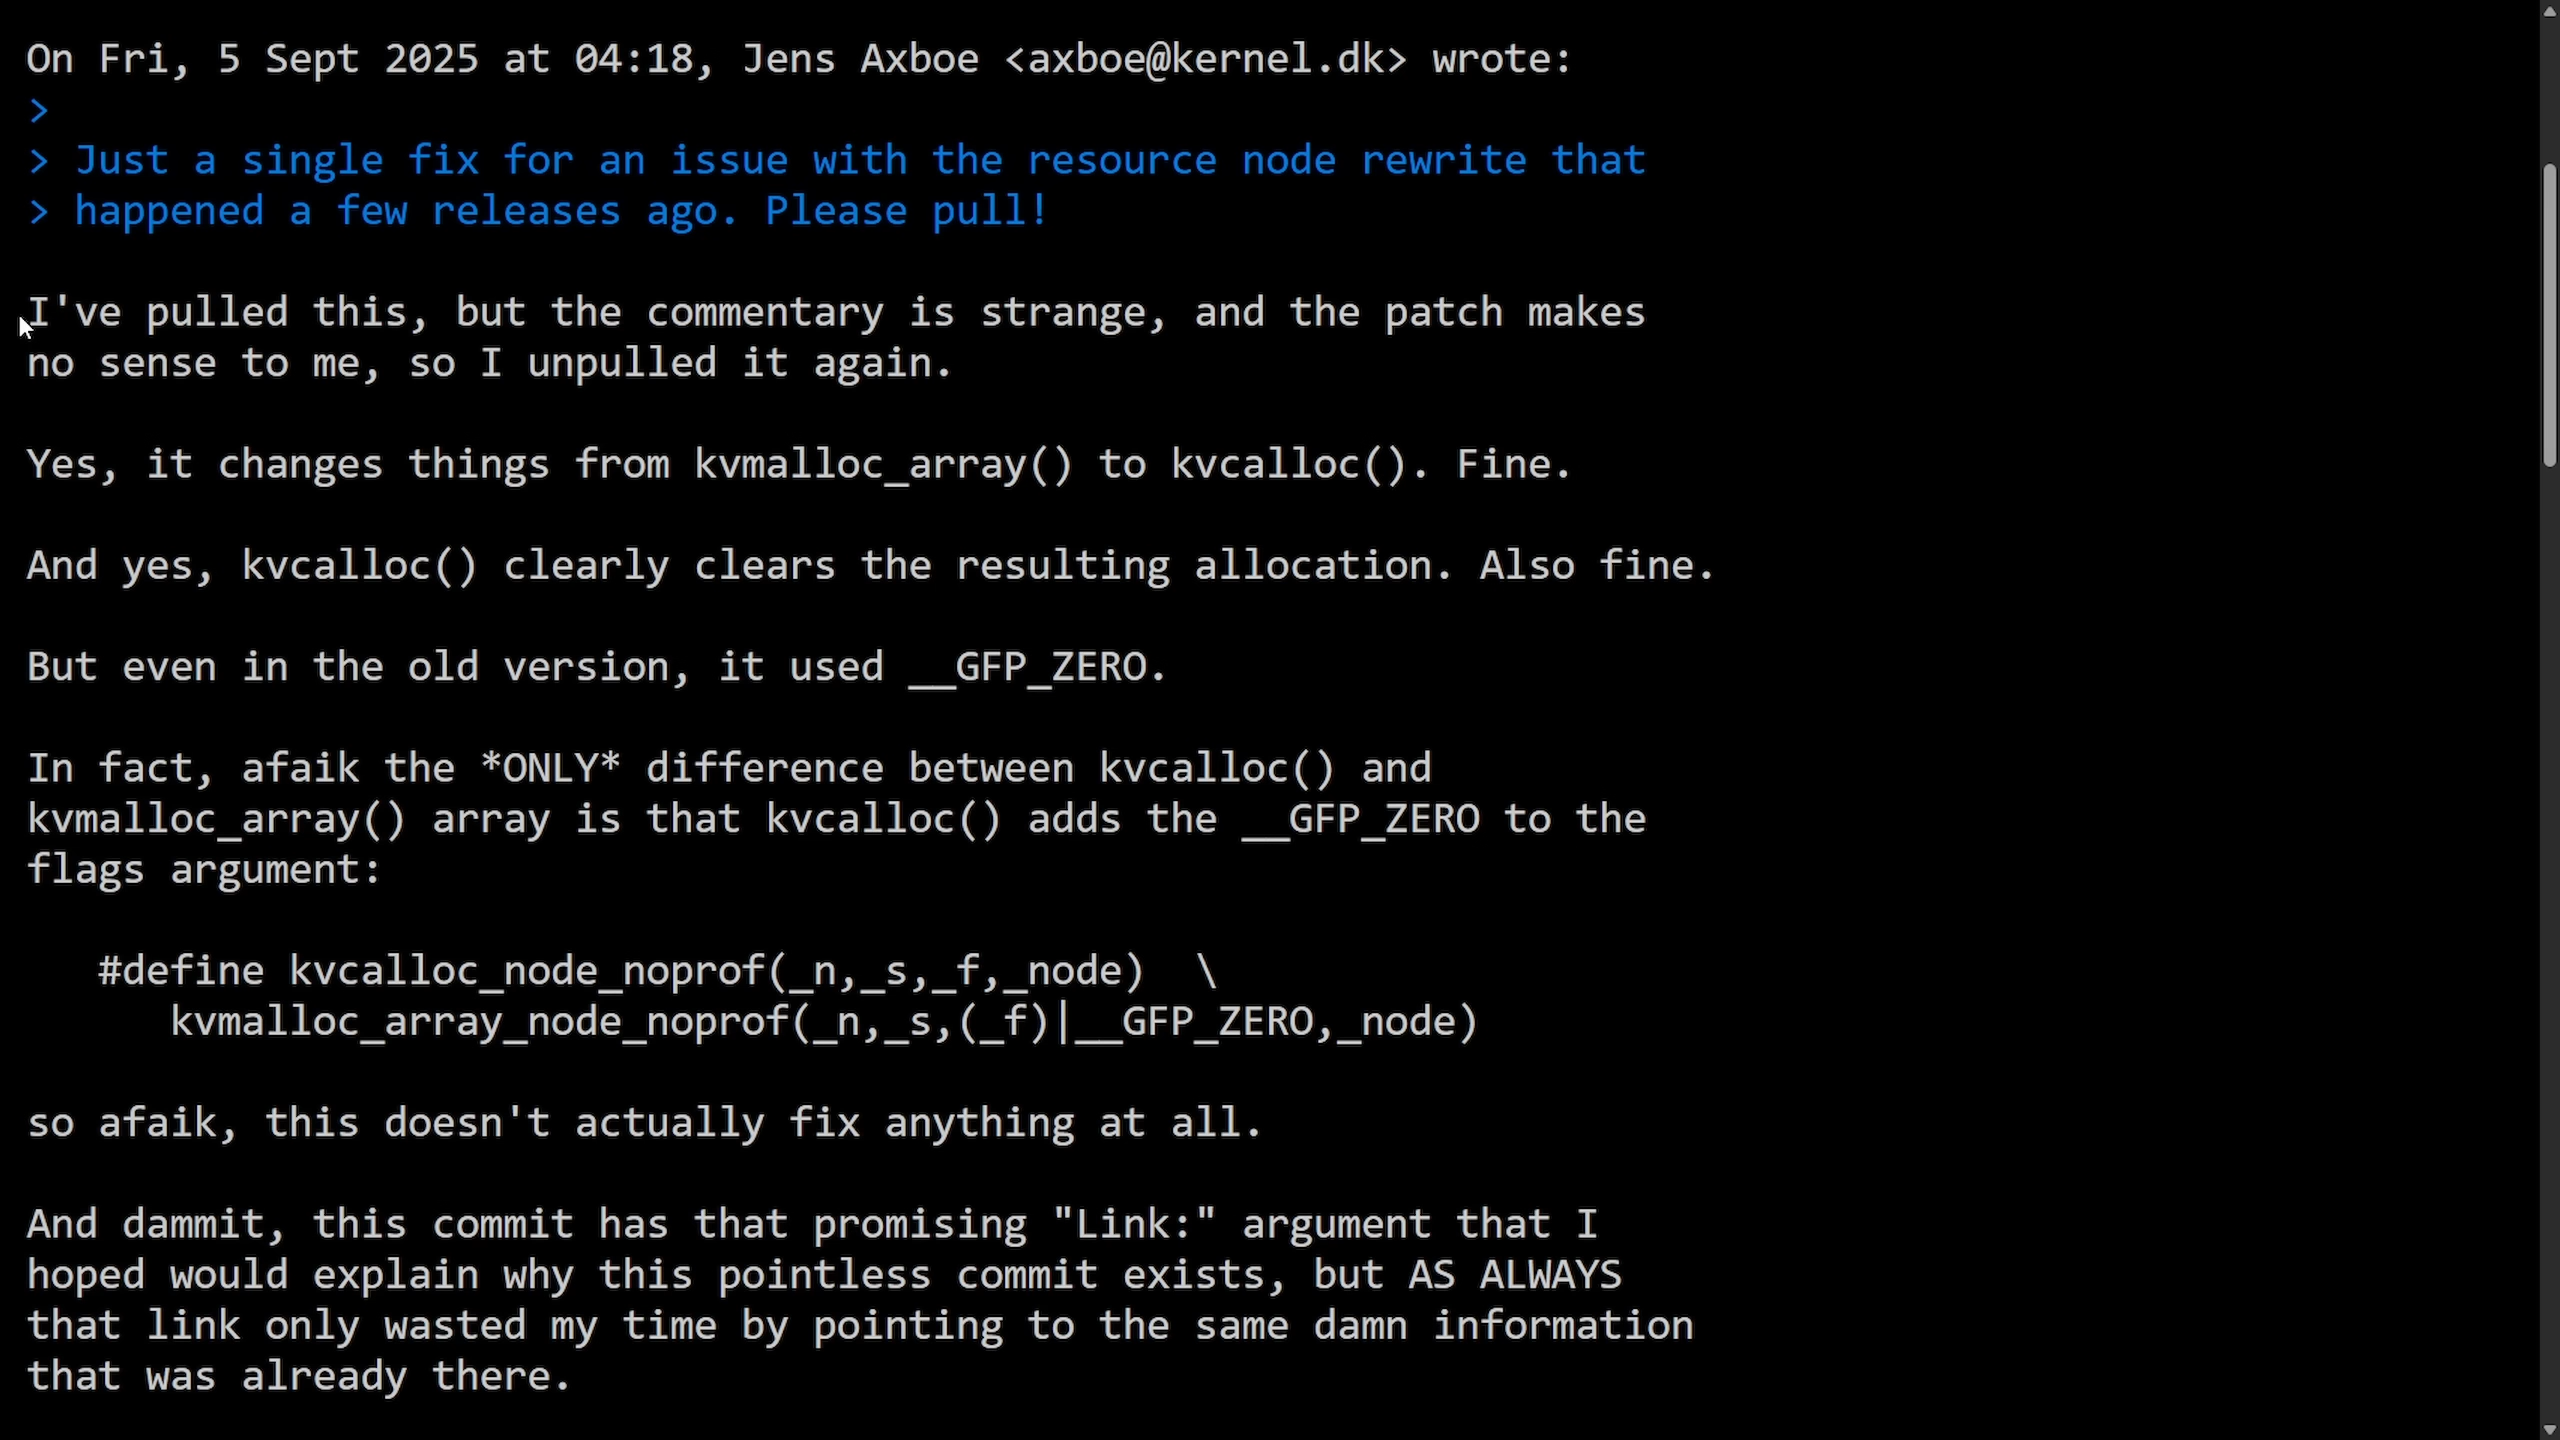 On Fri, 5 Sept 2025 at 04:18, Jens Axboe <axboe@kernel.dk> wrote:
>
> Just a single fix for an issue with the resource node rewrite that
> happened a few releases ago. Please pull!
I've pulled this, but the commentary is strange, and the patch makes
no sense to me, so I unpulled it again.
Yes, it changes things from kvmalloc_array() to kvcalloc(). Fine.
And yes, kvcalloc() clearly clears the resulting allocation. Also fine.
But even in the old version, it used __GFP_ZERO.
In fact, afaik the *ONLY* difference between kvcalloc() and
kvmalloc_array() array is that kvcalloc() adds the __GFP_ZERO to the
flags argument:
#define kvcalloc_node_noprof(_n,_s,_f,_node)  \
kvmalloc_array_node_noprof(_n,_s,(_f)|__GFP_ZERO,_node)
so afaik, this doesn't actually fix anything at all.
And dammit, this commit has that promising "Link:" argument that I
hoped would explain why this pointless commit exists, but AS ALWAYS
that link only wasted my time by pointing to the same damn information
that was already there.